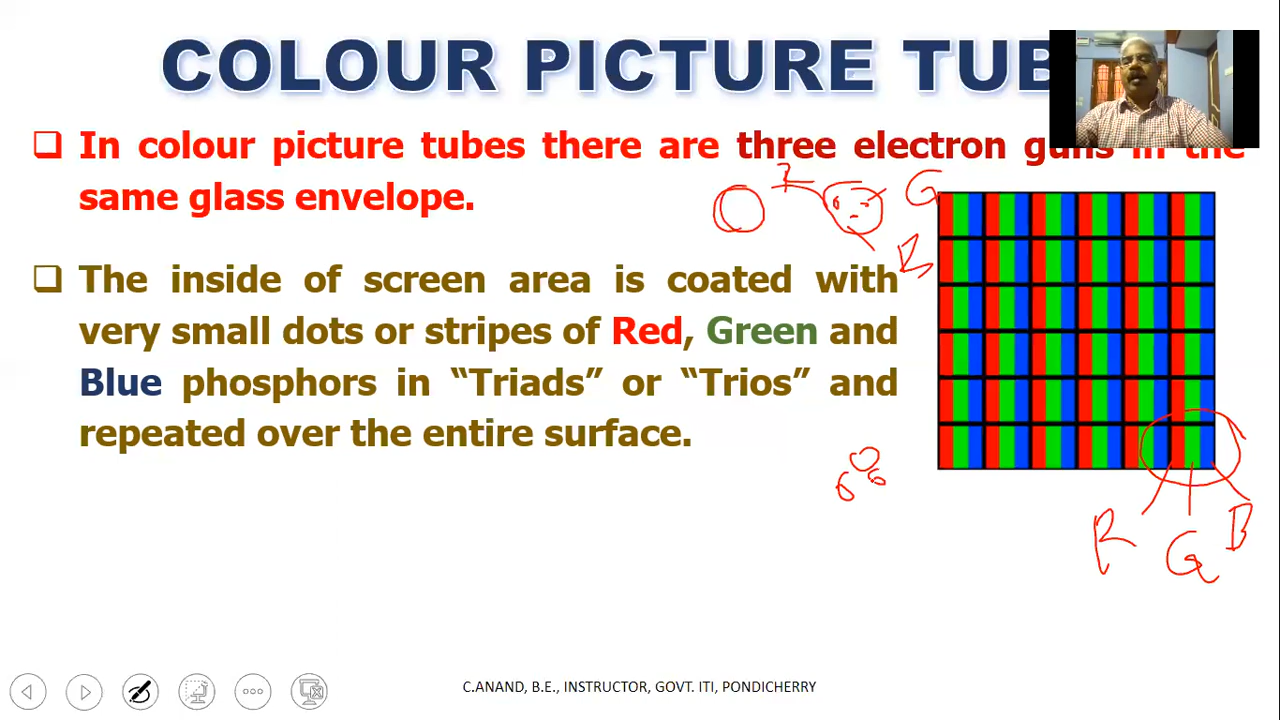 COLOUR PICTURE TUB
❑ In colour picture tubes there are three electron guns in the
same glass envelope.
R
G
B
❑ The inside of screen area is coated with
very small dots or stripes of Red, Green and
Blue phosphors in “Triads” or “Trios” and
repeated over the entire surface.
R G B
C.ANAND, B.E., INSTRUCTOR, GOVT. ITI, PONDICHERRY